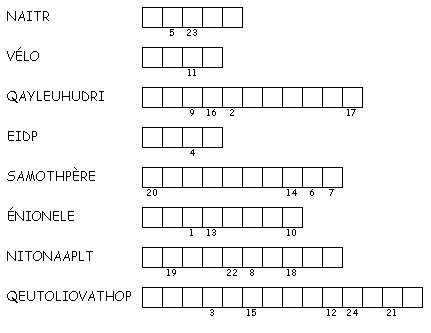 NAITR
5 23
VÉLO
11
QAYLEUHUDRI
9 16 2 17
EIDP
4
SAMOTHPÈRE
20 14 6 7
ÉNIONELE
1 13 10
NITONAAPLT
19 22 8 18
QEUTOLIOVATHOP
3 15 12 24 21